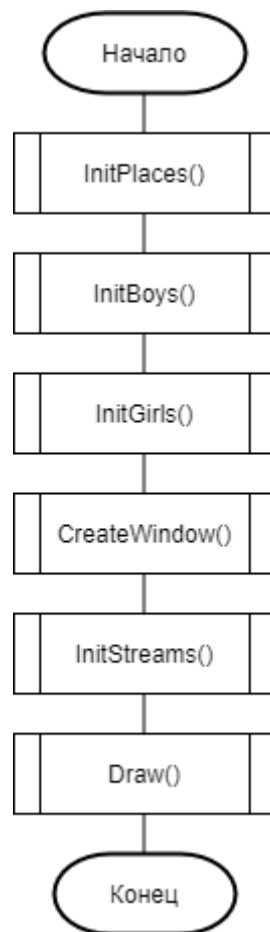 Начало
InitPlaces()
InitBoys()
InitGirls()
CreateWindow()
InitStreams()
Draw()
Конец